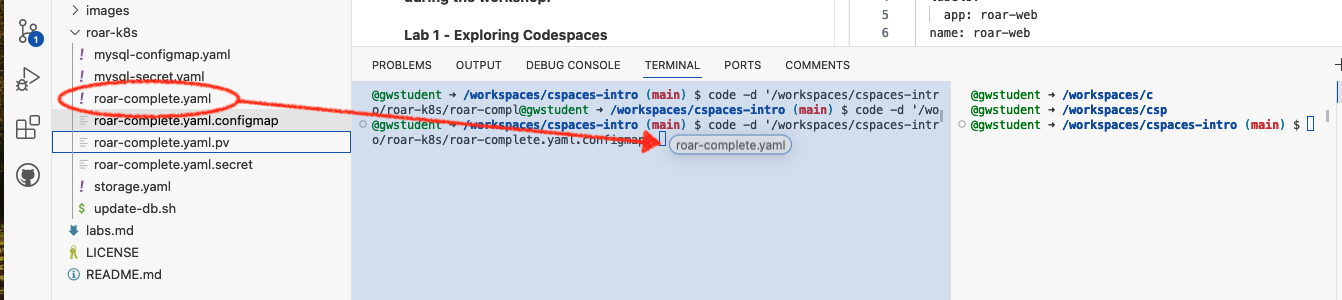 images
roar-k8s
mysql-configmap.yaml
mysql-secret.yaml
roar-complete.yaml
roar-complete.yaml.configmap
roar-complete.yaml.pv
roar-complete.yaml.secret
storage.yaml
update-db.sh
labs.md
LICENSE
README.md
1
Lab 1 - Exploring Codespaces
5 app: roar-web
6 name: roar-web
PROBLEMS OUTPUT DEBUG CONSOLE TERMINAL PORTS COMMENTS
@gwstudent → /workspaces/cspaces-intro (main) $ code -d '/workspaces/cspaces-intr
o/roar-k8s/roar-compl@gwstudent → /workspaces/cspaces-intro (main) $ code -d '/wo
@gwstudent → /workspaces/cspaces-intro (main) $ code -d '/workspaces/cspaces-intr
o/roar-k8s/roar-complete.yaml.configmap
roar-complete.yaml
@gwstudent → /workspaces/c
@gwstudent → /workspaces/csp
@gwstudent → /workspaces/cspaces-intro (main) $